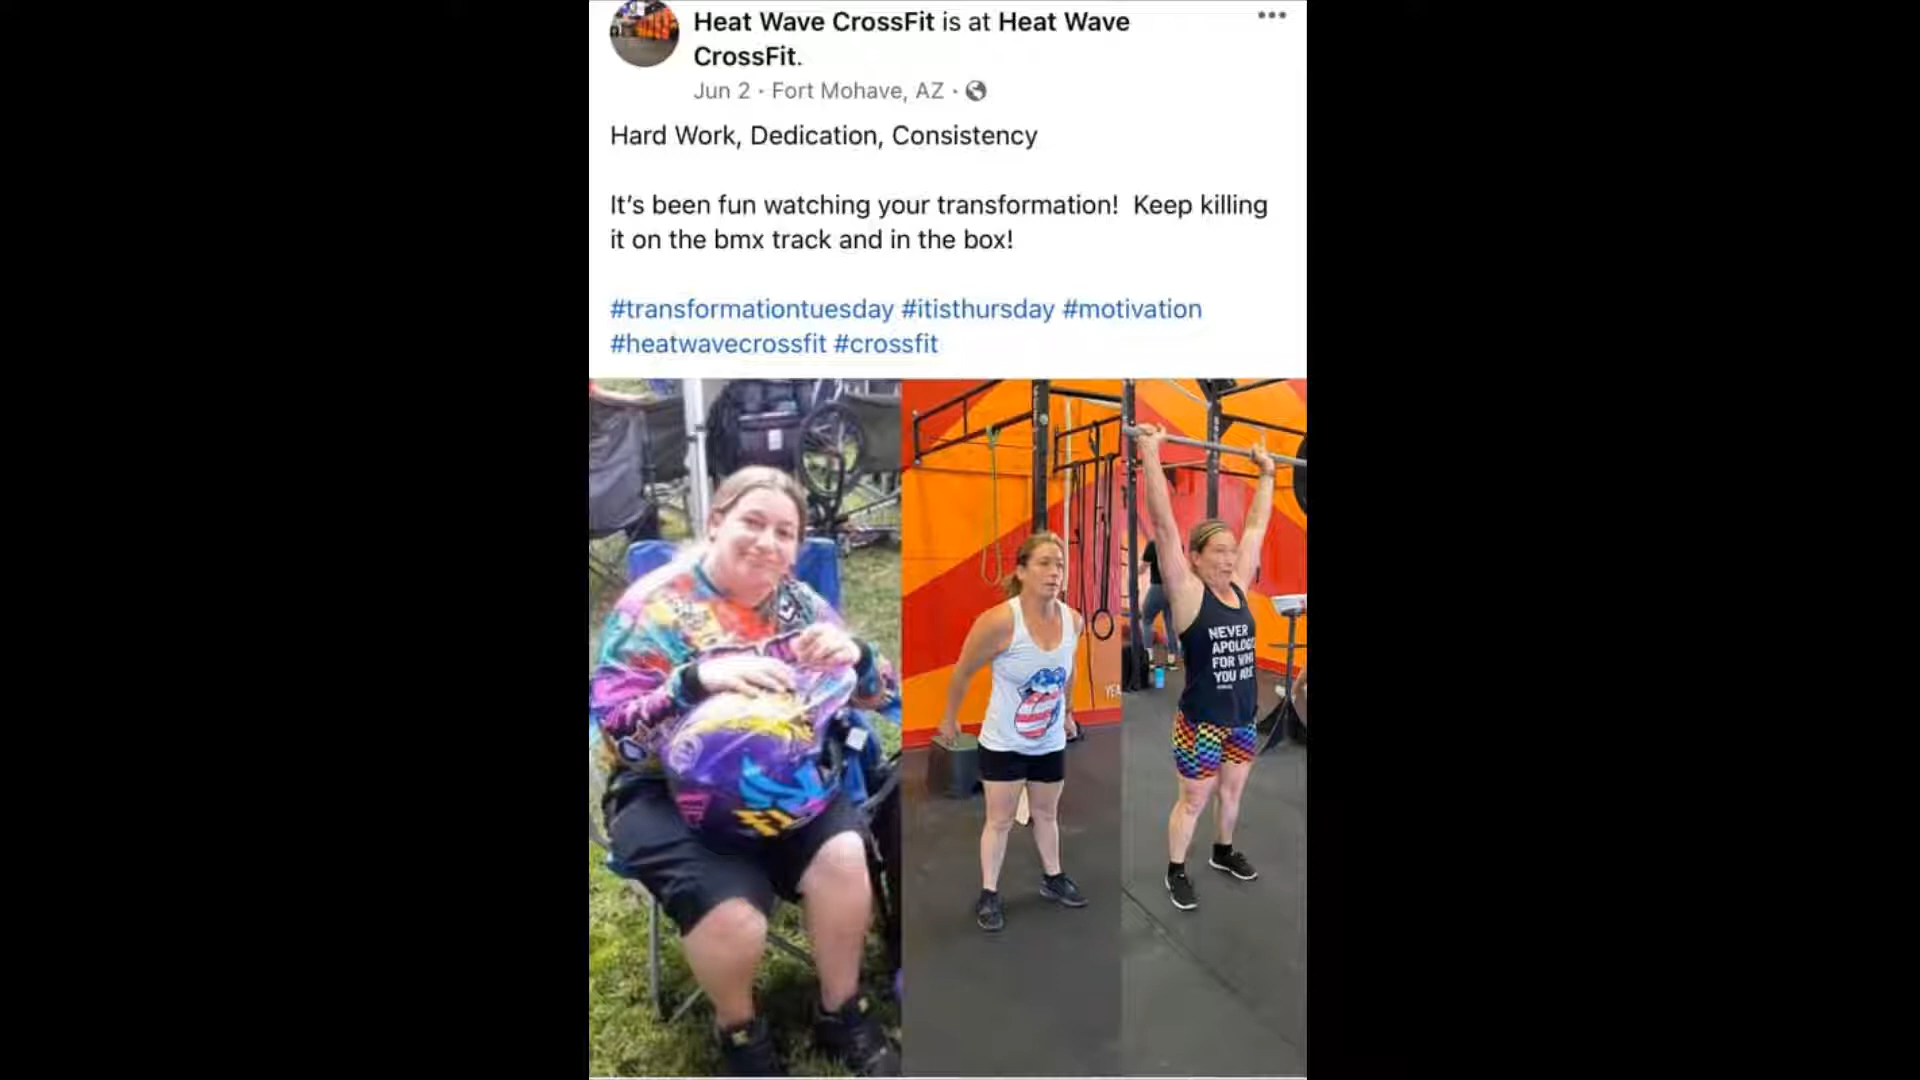 Heat Wave CrossFit is at Heat Wave
CrossFit.
Jun 2 · Fort Mohave, AZ ·
Hard Work, Dedication, Consistency
It’s been fun watching your transformation! Keep killing
it on the bmx track and in the box!
#transformationtuesday #itisthursday #motivation
#heatwavecrossfit #crossfit
NEVER
FOR
YOU ARE
YEA